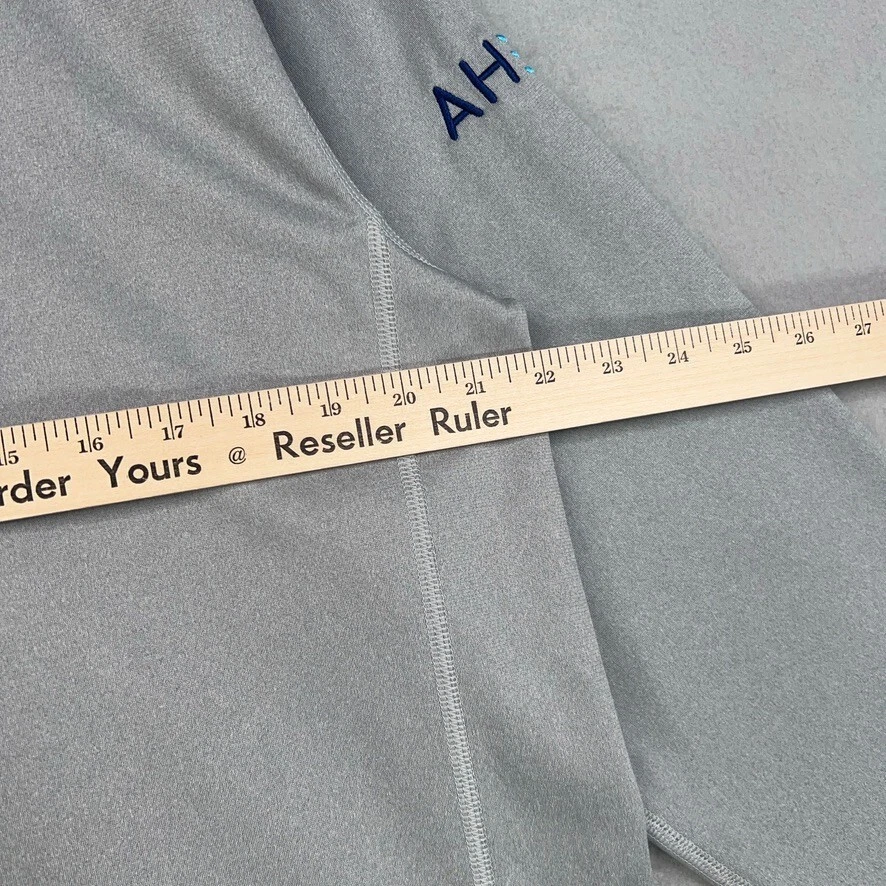 AH
15 16 17 18 19 20 21 22 23 24 25 26 27
rder Yours @ Reseller Ruler